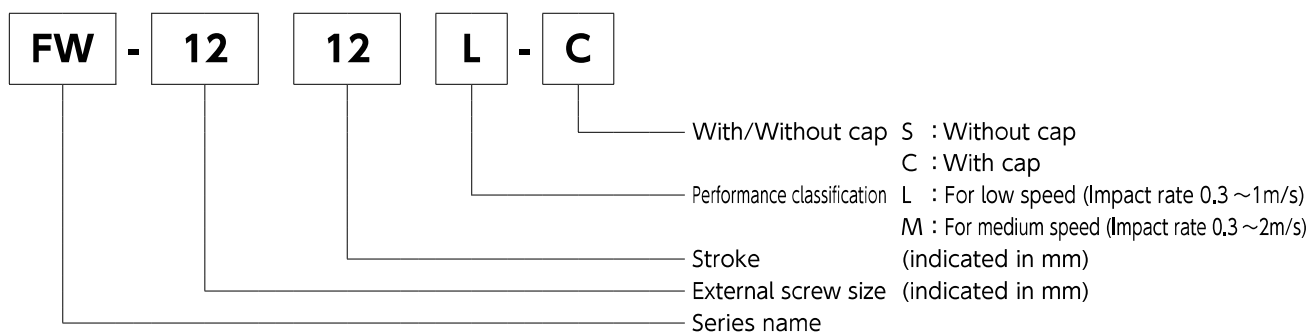 FW - 12 12 L - C
With/Without cap S : Without cap
C : With cap
Performance classification L : For low speed (Impact rate 0.3～1m/s)
M : For medium speed (Impact rate 0.3～2m/s)
Stroke (indicated in mm)
External screw size (indicated in mm)
Series name